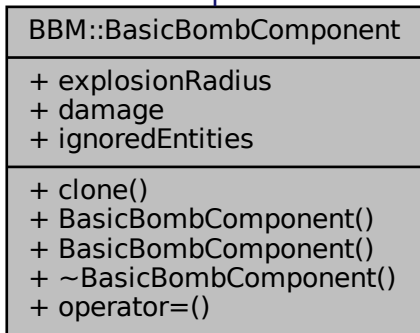 BBM::BasicBombComponent
+ explosionRadius
+ damage
+ ignoredEntities
+ clone()
+ BasicBombComponent()
+ BasicBombComponent()
+ ~BasicBombComponent()
+ operator=()